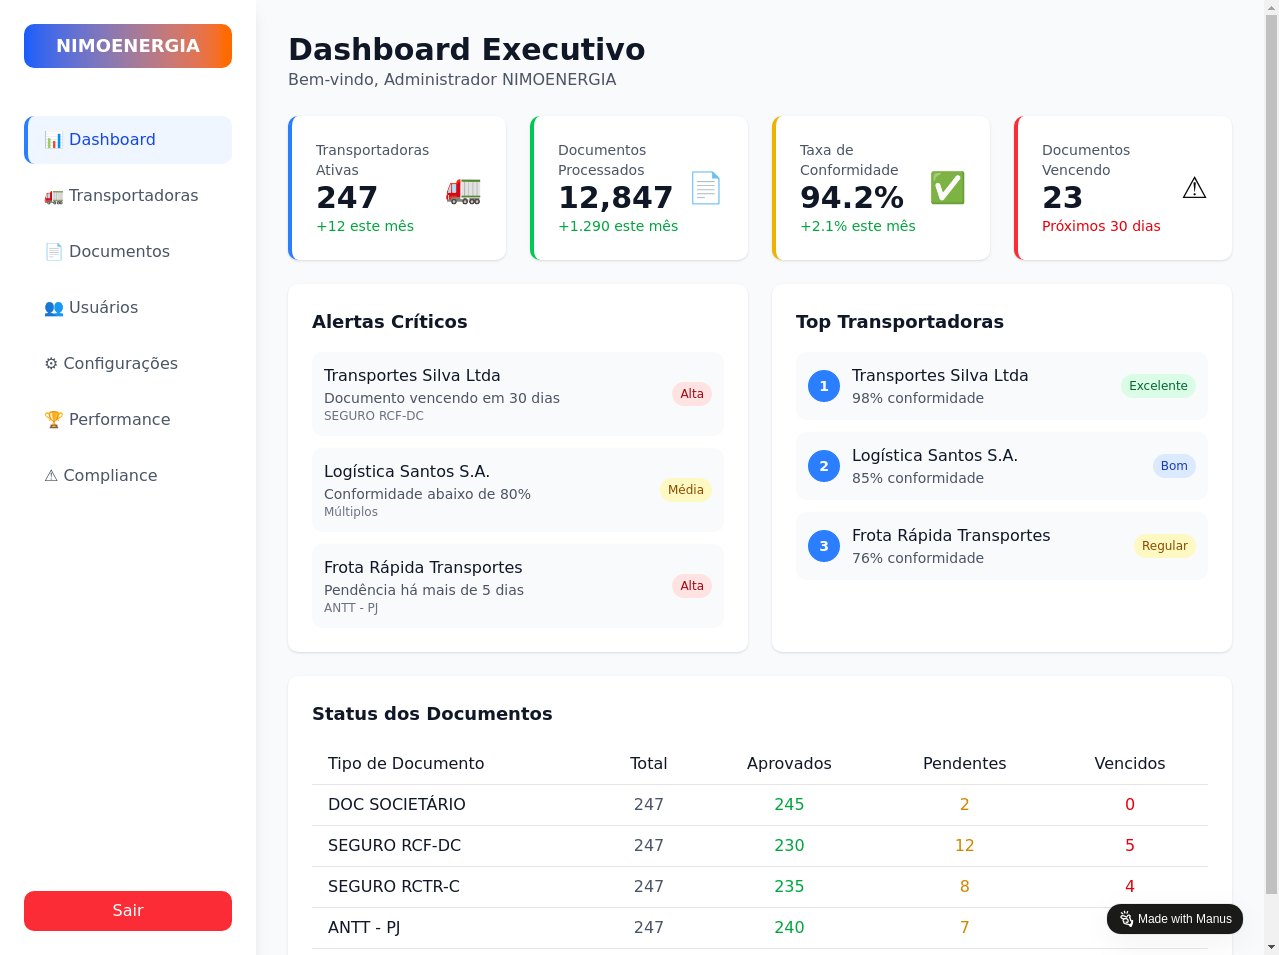 NIMOENERGIA
📊 Dashboard
🚛 Transportadoras
📄 Documentos
👥 Usuários
⚙ Configurações
🏆 Performance
⚠ Compliance
Sair
Dashboard Executivo
Bem-vindo, Administrador NIMOENERGIA
Transportadoras
Ativas
247
+12 este mês
Documentos
Processados
12,847
+1.290 este mês
Taxa de
Conformidade
94.2%
+2.1% este mês
Documentos
Vencendo
23
Próximos 30 dias
Alertas Críticos
Transportes Silva Ltda
Documento vencendo em 30 dias
SEGURO RCF-DC
Alta
Logística Santos S.A.
Conformidade abaixo de 80%
Múltiplos
Média
Frota Rápida Transportes
Pendência há mais de 5 dias
ANTT - PJ
Alta
Top Transportadoras
1
Transportes Silva Ltda
98% conformidade
Excelente
2
Logística Santos S.A.
85% conformidade
Bom
3
Frota Rápida Transportes
76% conformidade
Regular
Status dos Documentos
Tipo de Documento Total Aprovados Pendentes Vencidos
DOC SOCIETÁRIO 247 245 2 0
SEGURO RCF-DC 247 230 12 5
SEGURO RCTR-C 247 235 8 4
ANTT - PJ 247 240 7
Made with Manus